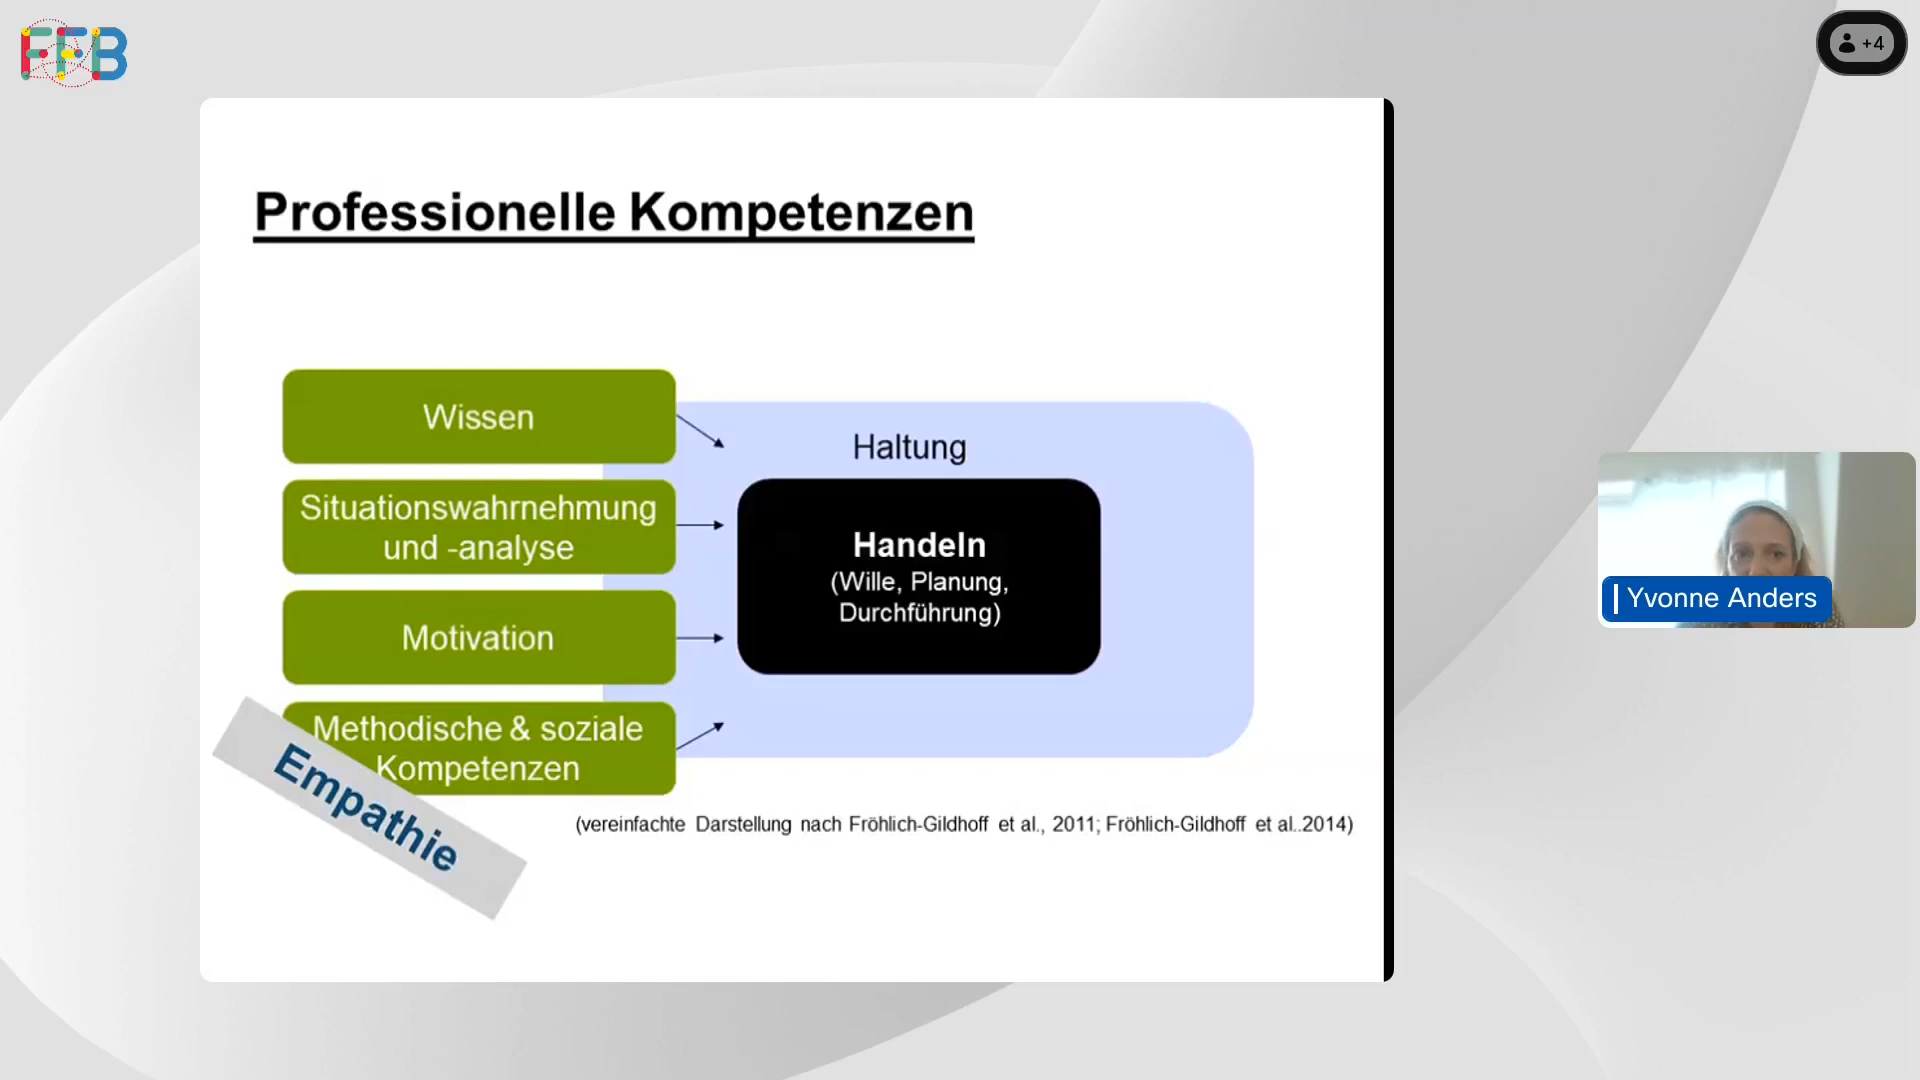 FFB
+4
Professionelle Kompetenzen
Wissen
Situationswahrnehmung
und -analyse
Motivation
Methodische & soziale
Kompetenzen
Empathie
Haltung
Handeln
(Wille, Planung,
Durchführung)
(vereinfachte Darstellung nach Fröhlich-Gildhoff et al., 2011; Fröhlich-Gildhoff et al..2014)
Yvonne Anders